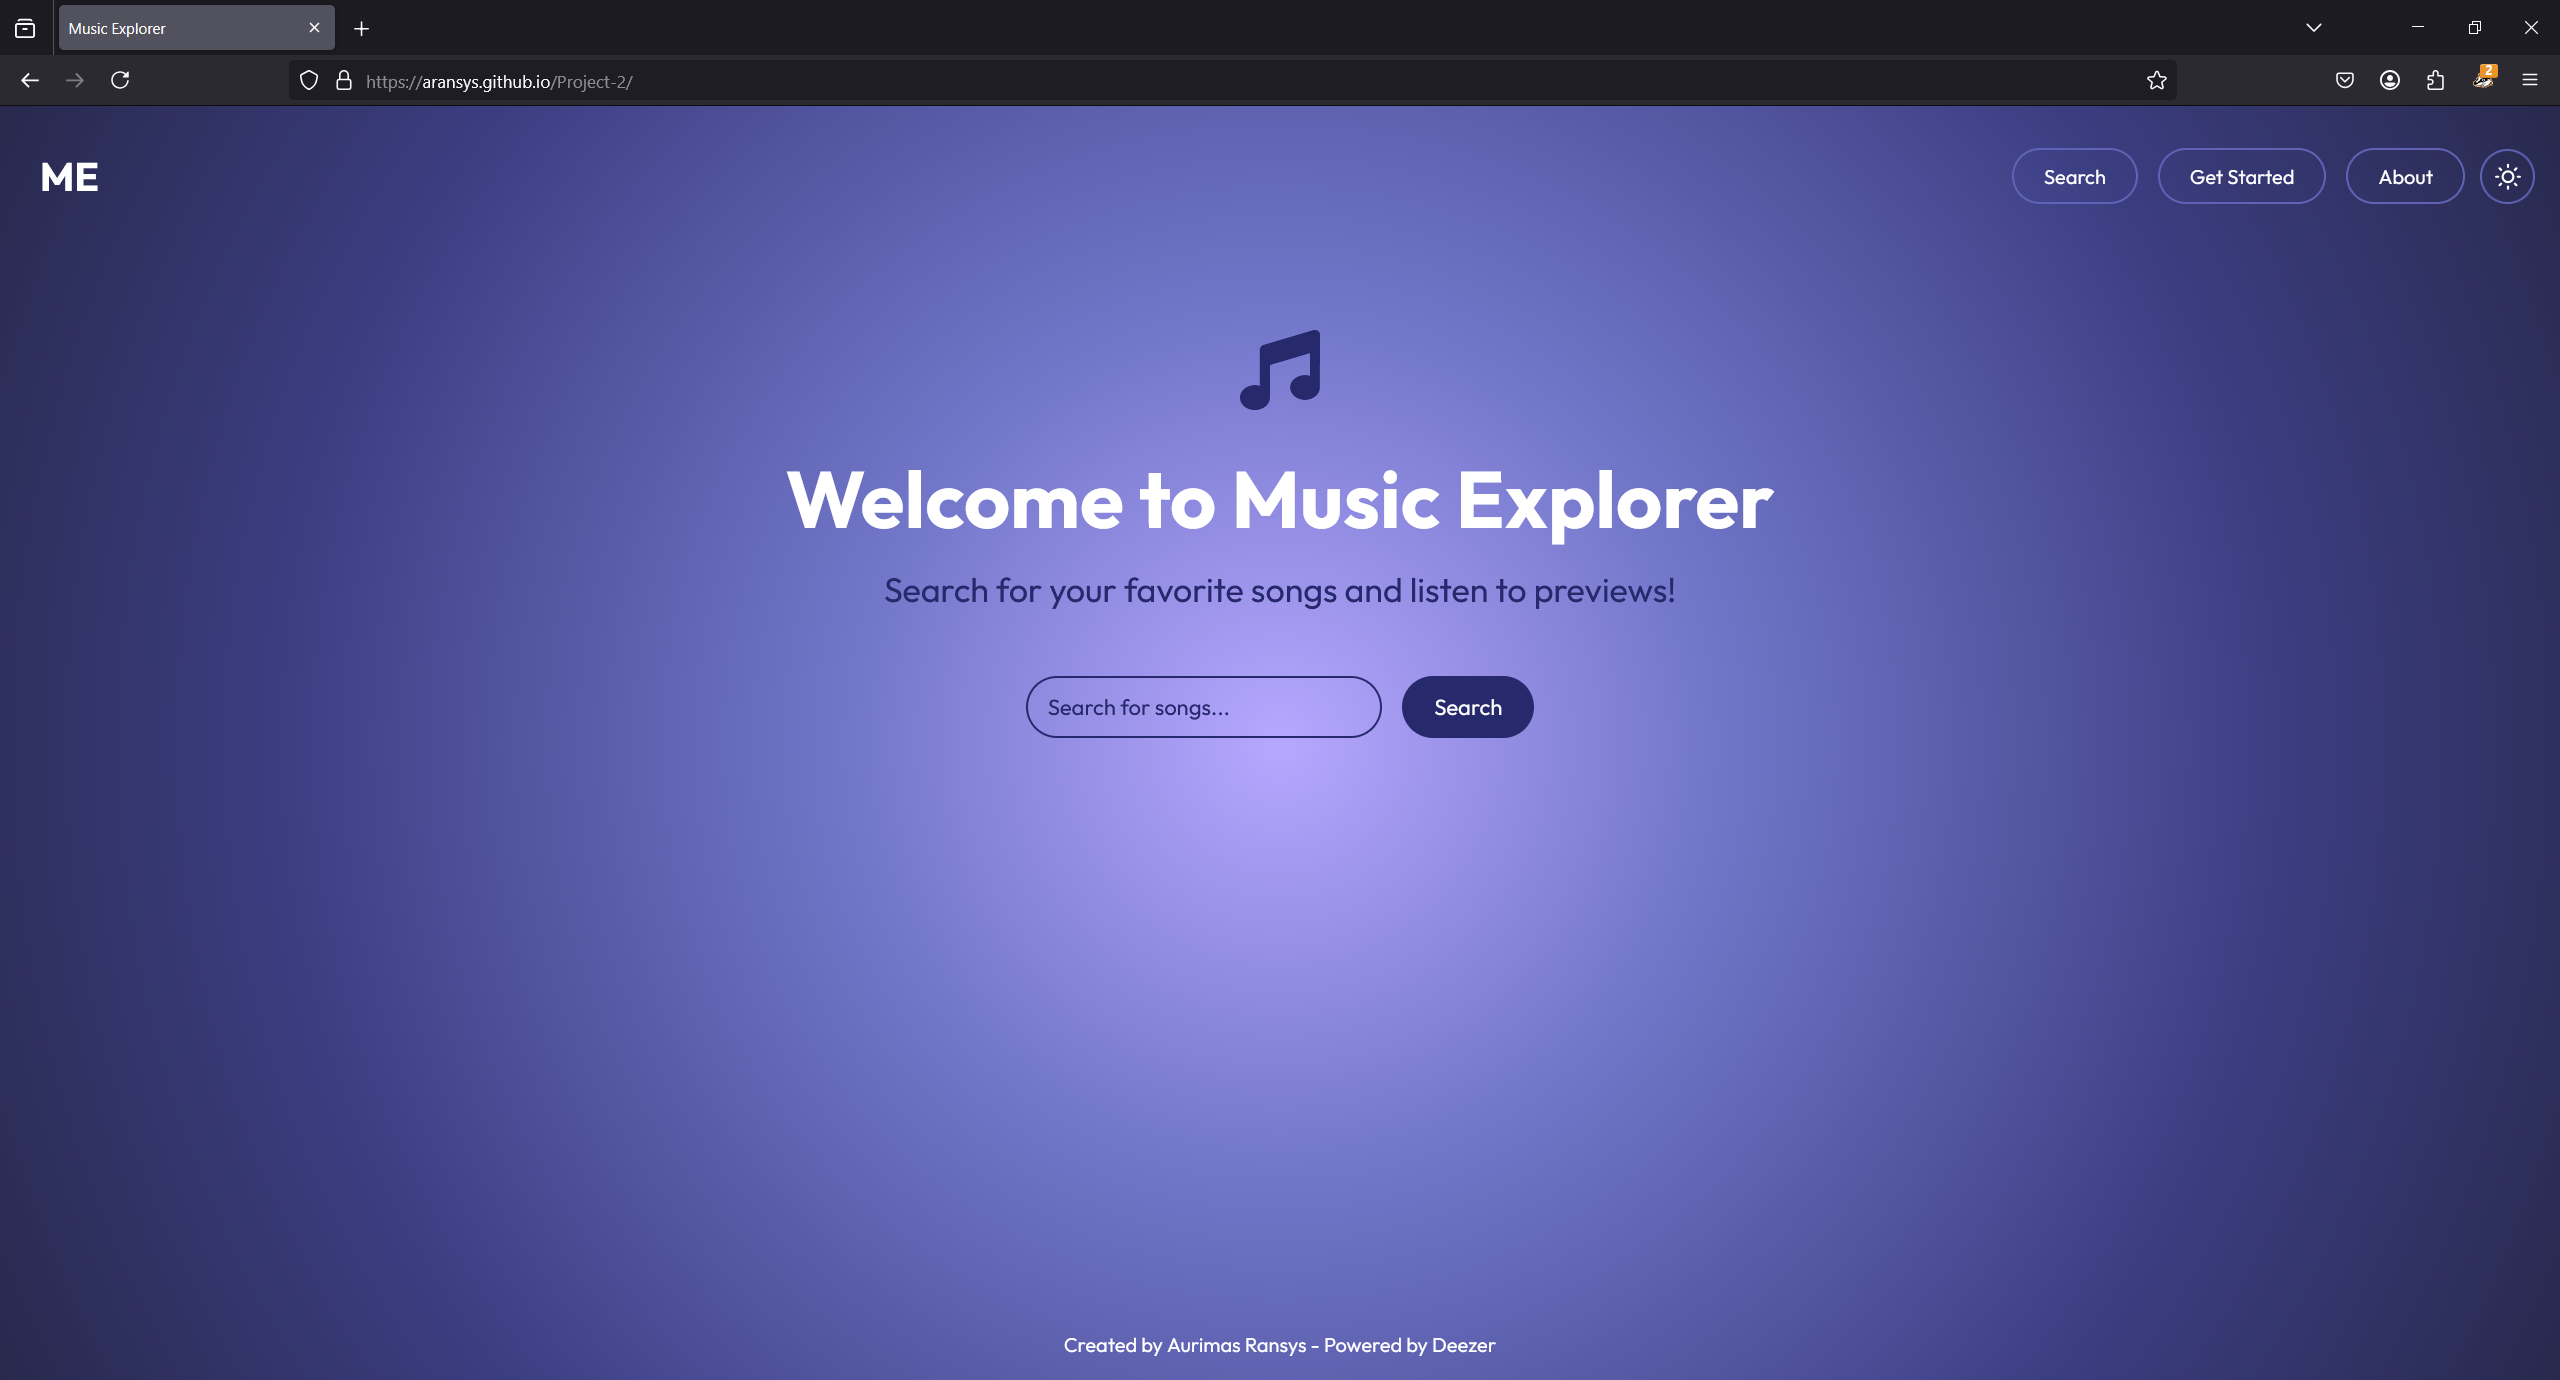 Music Explorer
https://aransys.github.io/Project-2/
2
ME
Search
Get Started
About
Welcome to Music Explorer
Search for your favorite songs and listen to previews!
Search for songs...
Search
Created by Aurimas Ransys - Powered by Deezer